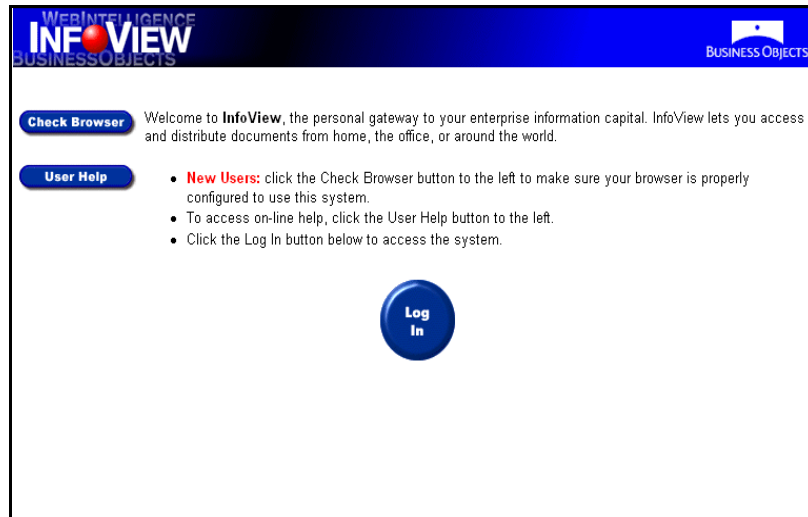 WEBINTELLIGENCE
INFOVIEW
BUSINESSOBJECTS
BUSINESS OBJECTS
Check Browser
Welcome to InfoView, the personal gateway to your enterprise information capital. InfoView lets you access
and distribute documents from home, the office, or around the world.
User Help
• New Users: click the Check Browser button to the left to make sure your browser is properly
configured to use this system.
• To access on-line help, click the User Help button to the left.
• Click the Log In button below to access the system.
Log
In